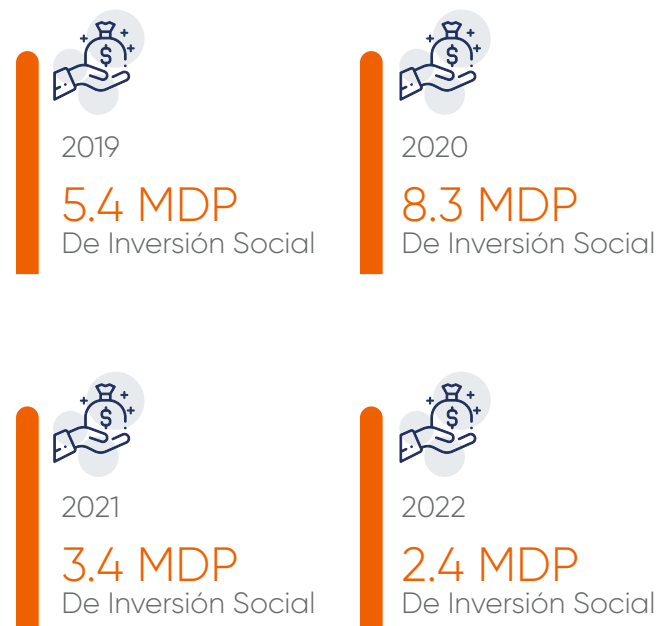 2019
5.4 MDP
De Inversión Social
2020
8.3 MDP
De Inversión Social
2021
3.4 MDP
De Inversión Social
2022
2.4 MDP
De Inversión Social